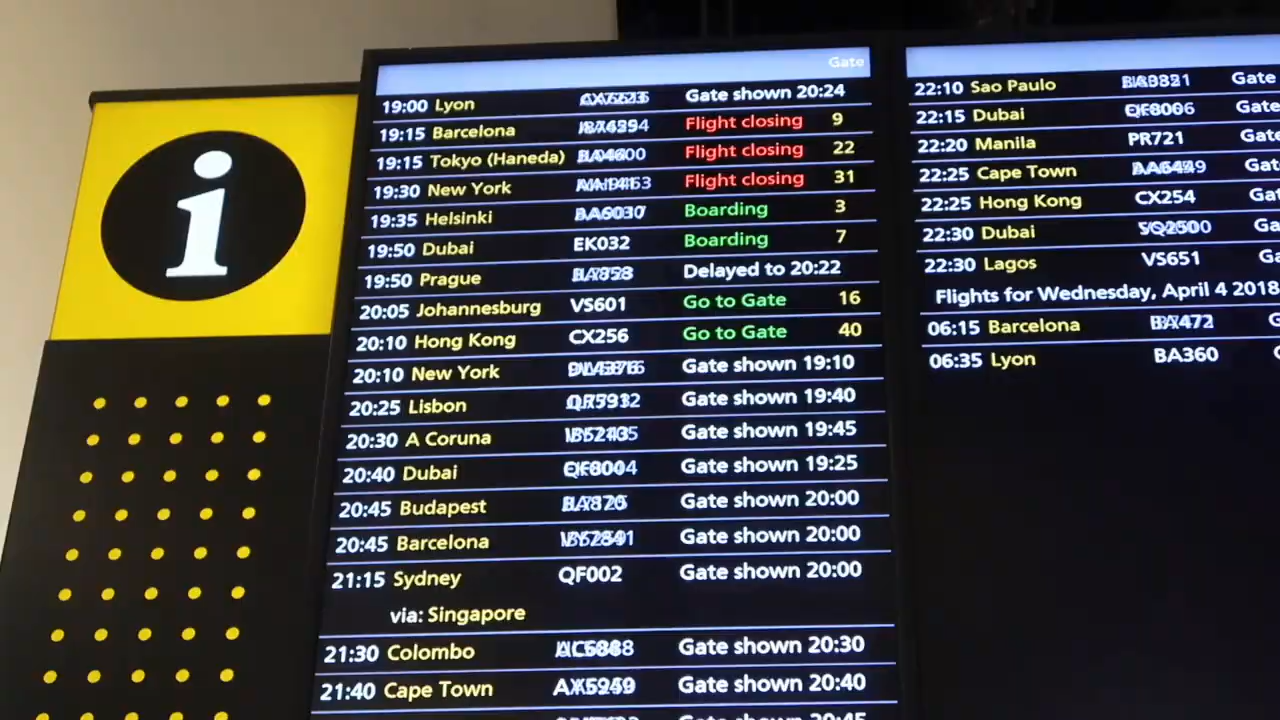 i
Gate
19:00 Lyon Gate shown 20:24
19:15 Barcelona Flight closing 9
19:15 Tokyo (Haneda) Flight closing 22
19:30 New York Flight closing 31
19:35 Helsinki Boarding 3
19:50 Dubai EK032 Boarding 7
19:50 Prague Delayed to 20:22
20:05 Johannesburg VS601 Go to Gate 16
20:10 Hong Kong CX256 Go to Gate 40
20:10 New York Gate shown 19:10
20:25 Lisbon Gate shown 19:40
20:30 A Coruna Gate shown 19:45
20:40 Dubai Gate shown 19:25
20:45 Budapest Gate shown 20:00
20:45 Barcelona Gate shown 20:00
21:15 Sydney QF002 Gate shown 20:00
via: Singapore
21:30 Colombo Gate shown 20:30
21:40 Cape Town Gate shown 20:40
22:10 Sao Paulo Gate
22:15 Dubai Gate
22:20 Manila PR721
22:25 Cape Town
22:25 Hong Kong CX254
22:30 Dubai
22:30 Lagos VS651
Flights for Wednesday, April 4 2018
06:15 Barcelona
06:35 Lyon BA360